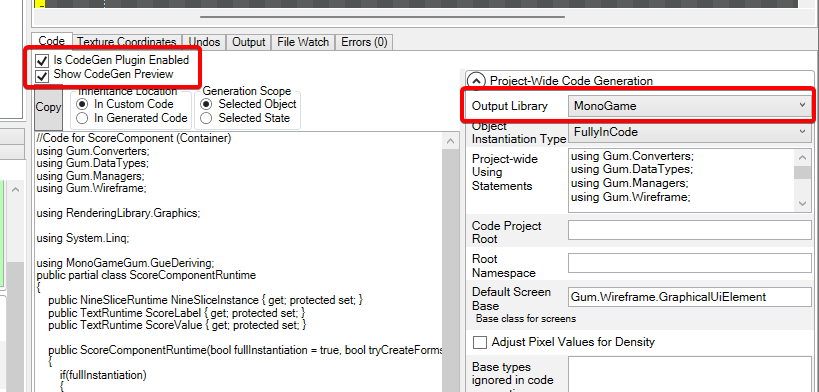 Code Texture Coordinates Undos Output File Watch Errors (0)
Is CodeGen Plugin Enabled
Show CodeGen Preview
Copy
Inheritance Location
In Custom Code
In Generated Code
Generation Scope
Selected Object
Selected State
//Code for ScoreComponent (Container)
using Gum.Converters;
using Gum.DataTypes;
using Gum.Managers;
using Gum.Wireframe;
using RenderingLibrary.Graphics;
using System.Linq;
using MonoGameGum.GueDeriving;
public partial class ScoreComponentRuntime
{
public NineSliceRuntime NineSliceInstance { get; protected set; }
public TextRuntime ScoreLabel { get; protected set; }
public TextRuntime ScoreValue { get; protected set; }
public ScoreComponentRuntime(bool fullInstantiation = true, bool tryCreateForms
{
if(fullInstantiation)
{
Project-Wide Code Generation
Output Library MonoGame
Object
Instantiation Type FullyInCode
Project-wide
Using
Statements
using Gum.Converters;
using Gum.DataTypes;
using Gum.Managers;
using Gum.Wireframe;
Code Project
Root
Root
Namespace
Default Screen
Base
Gum.Wireframe.GraphicalUiElement
Base class for screens
Adjust Pixel Values for Density
Base types
ignored in code